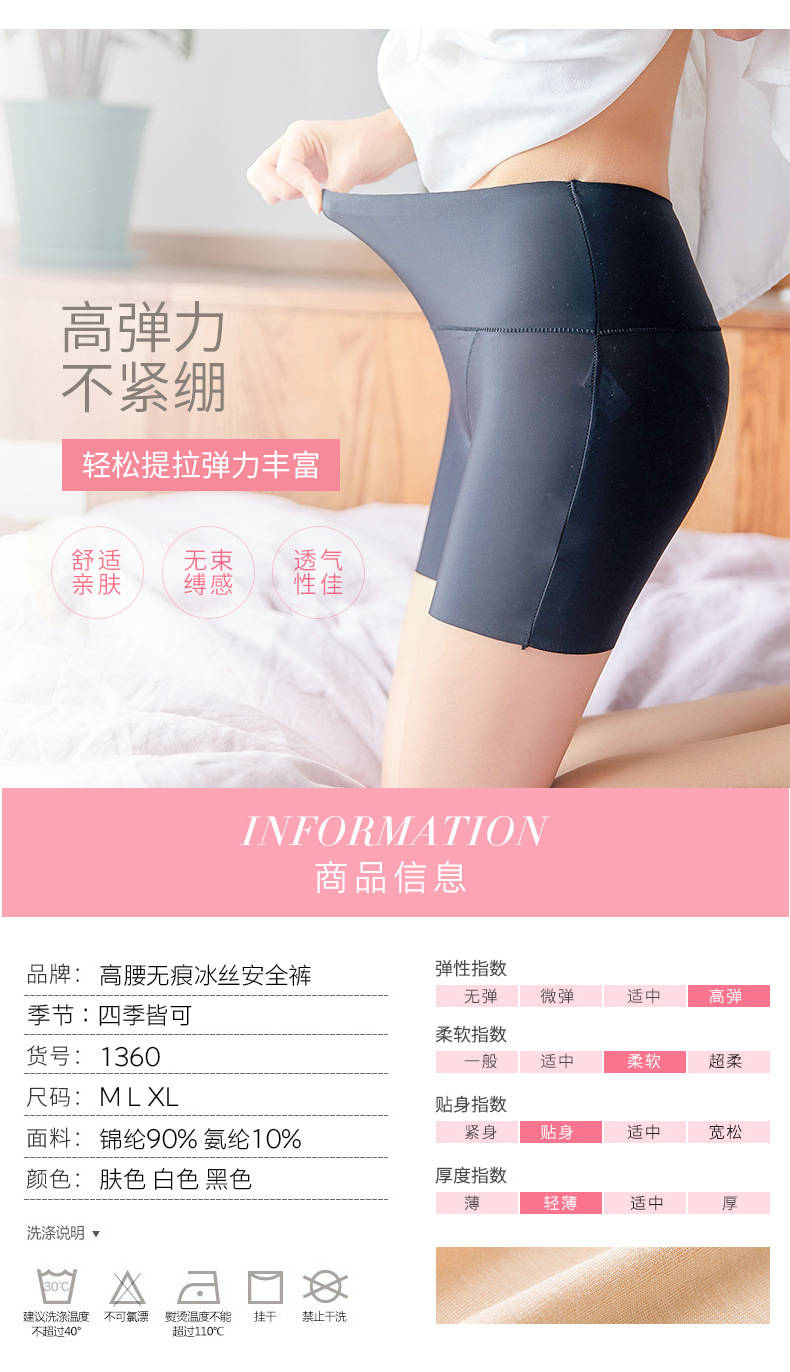 高弹力
不紧绷
轻松提拉弹力丰富
舒适
亲肤
无束
缚感
透气
性佳
INFORMATION
商品信息
品牌： 高腰无痕冰丝安全裤
季节：四季皆可
货号： 1360
尺码： M L XL
面料： 锦纶90% 氨纶10%
颜色： 肤色 白色 黑色
洗涤说明 ▼
30℃
建议洗涤温度
不超过40°
不可氯漂
熨烫温度不能
超过110℃
挂干
禁止干洗
弹性指数
无弹 微弹 适中 高弹
柔软指数
一般 适中 柔软 超柔
贴身指数
紧身 贴身 适中 宽松
厚度指数
薄 轻薄 适中 厚